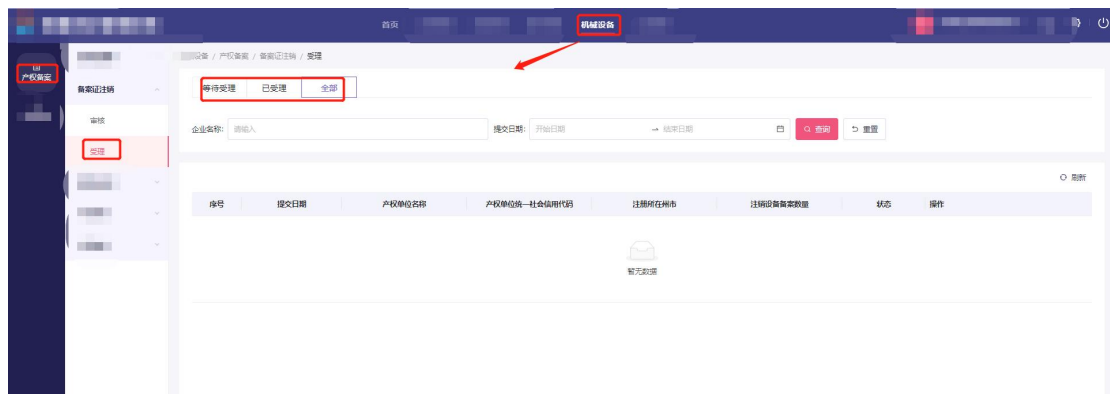 首页 机械设备
产权备案
设备 / 产权备案 / 备案证注销 / 受理
备案证注销
审核
受理
等待受理 已受理 全部
企业名称: 请输入 提交日期: 开始日期 → 结束日期 查询 重置
刷新
序号 提交日期 产权单位名称 产权单位统一社会信用代码 注册所在州市 注销设备备案数量 状态 操作
暂无数据